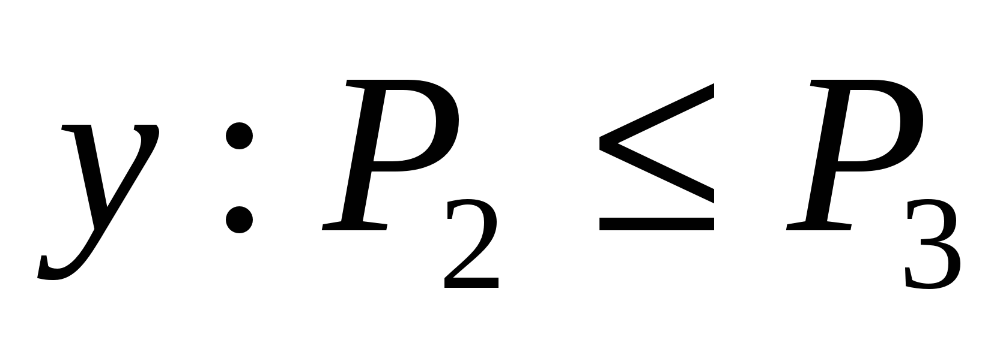 y : P₂ ≤ P₃